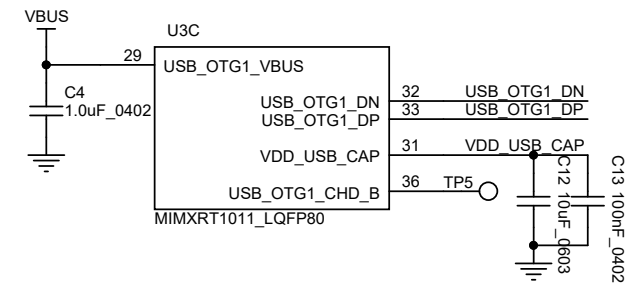 VBUS
U3C
29
USB_OTG1_VBUS
C4
1.0uF_0402
USB_OTG1_DN
32
USB_OTG1_DN
USB_OTG1_DP
33
USB_OTG1_DP
VDD_USB_CAP
31
VDD_USB_CAP
USB_OTG1_CHD_B
36
TP5
MIMXRT1011_LQFP80
C12 10uF_0603
C13 100nF_0402